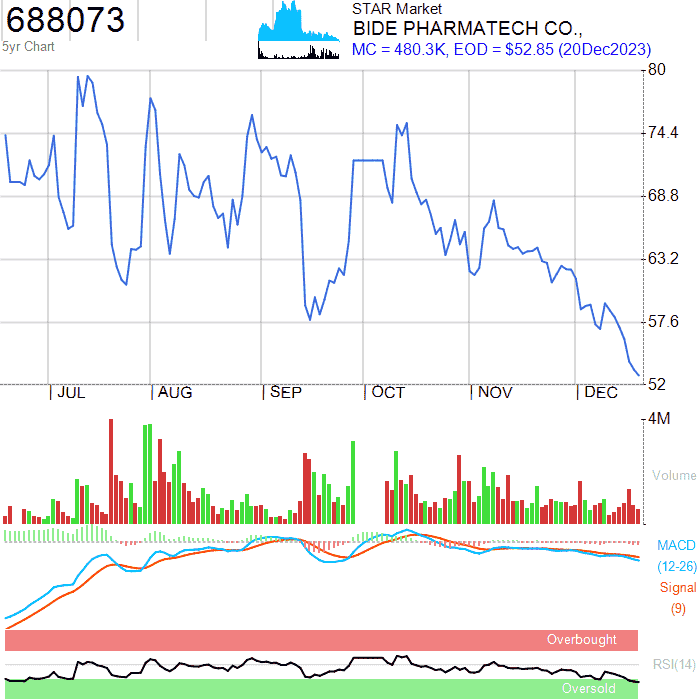 688073
5yr Chart
STAR Market
BIDE PHARMATECH CO.,
MC = 480.3K, EOD = $52.85 (20Dec2023)
80
74.4
68.8
63.2
57.6
52
| JUL | AUG | SEP | OCT | NOV | DEC
4M
Volume
MACD
(12-26)
Signal
(9)
Overbought
RSI(14)
Oversold